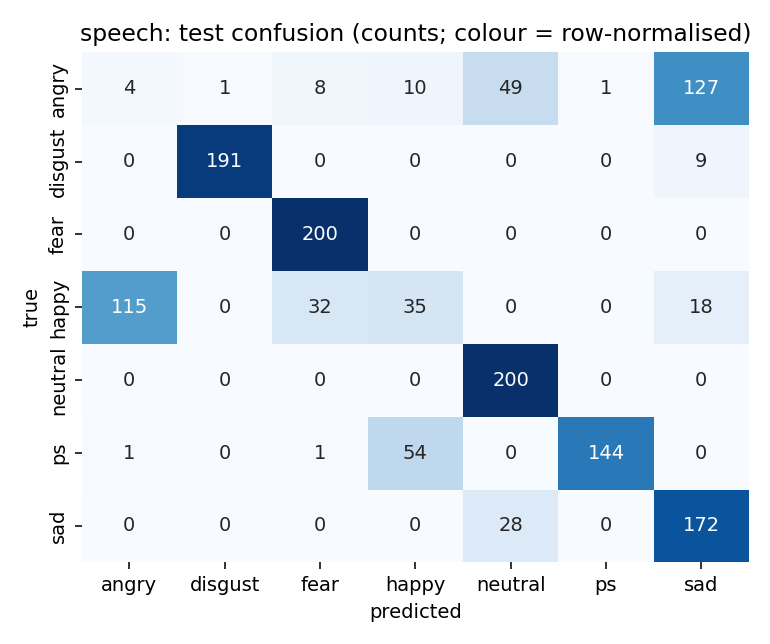 speech: test confusion (counts; colour = row-normalised)
angry 4 1 8 10 49 1 127
disgust 0 191 0 0 0 0 9
fear 0 0 200 0 0 0 0
true
happy 115 0 32 35 0 0 18
neutral 0 0 0 0 200 0 0
ps 1 0 1 54 0 144 0
sad 0 0 0 0 28 0 172
angry disgust fear happy neutral ps sad
predicted